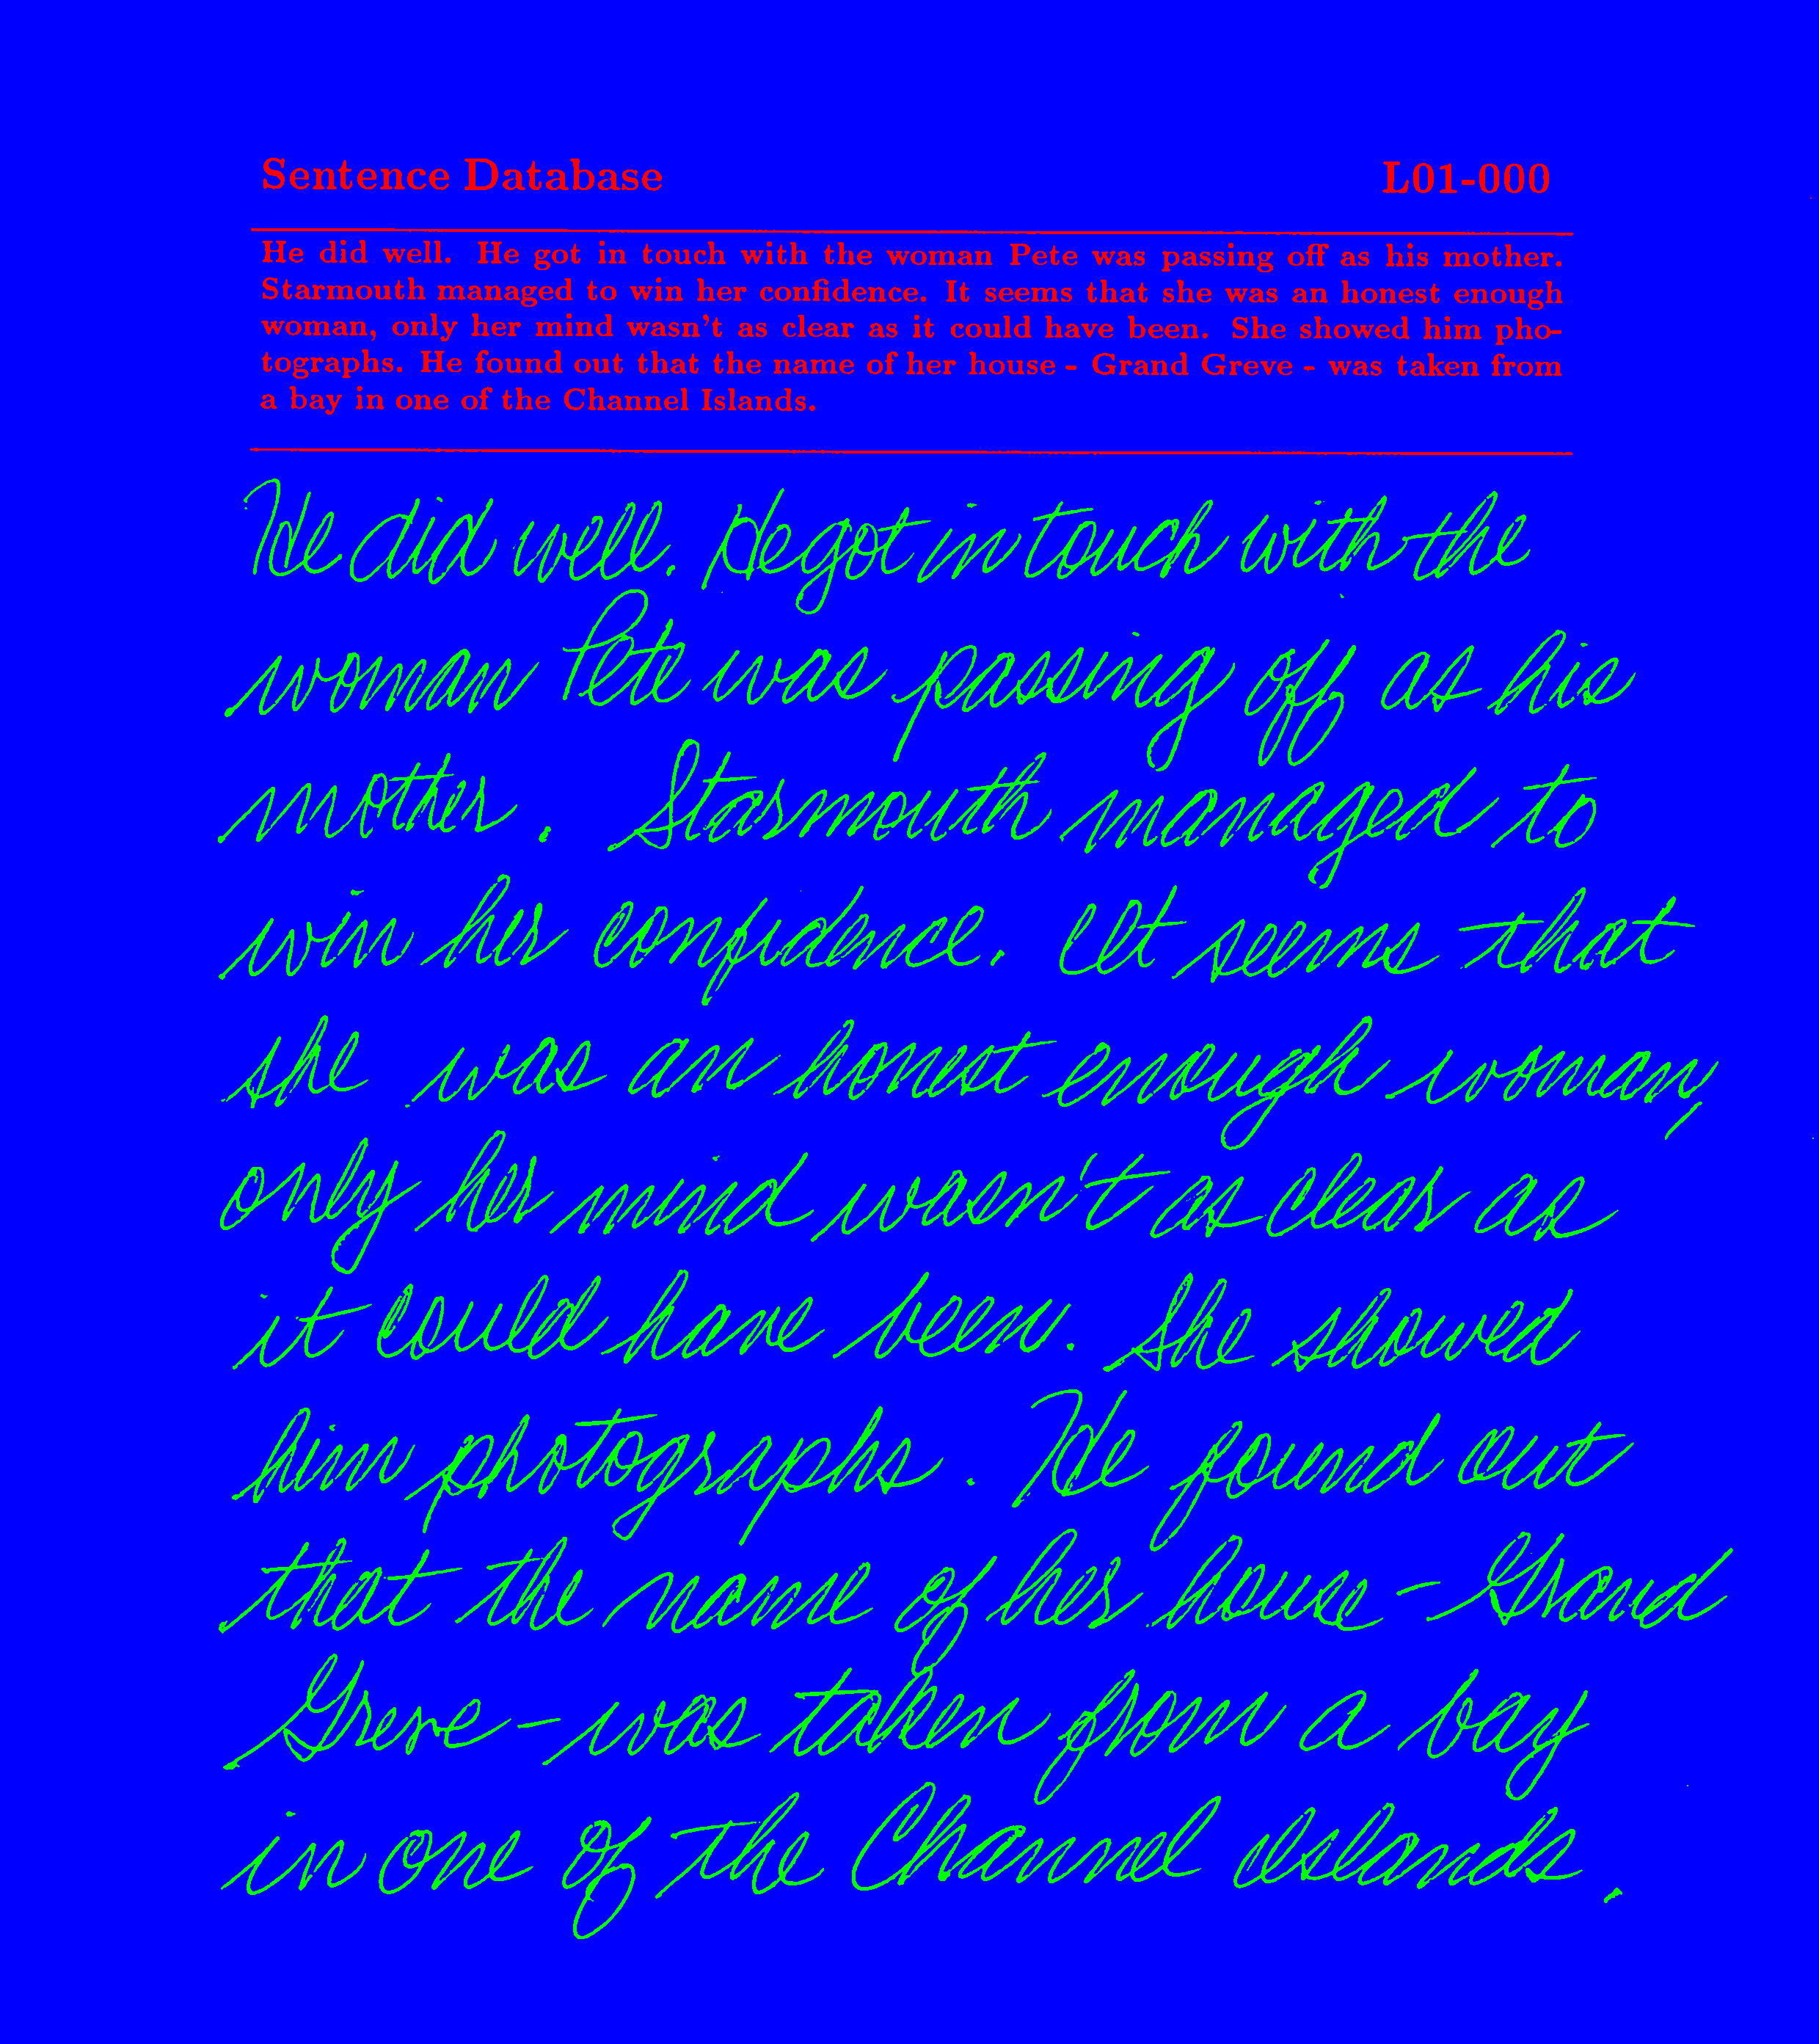 Sentence Database L01-000
He did well. He got in touch with the woman Pete was passing off as his mother.
Starmouth managed to win her confidence. It seems that she was an honest enough
woman, only her mind wasn't as clear as it could have been. She showed him pho-
tographs. He found out that the name of her house - Grand Greve - was taken from
a bay in one of the Channel Islands.
He did well. He got in touch with the
woman Pete was passing off as his
mother. Starmouth managed to
win her confidence. It seems that
she was an honest enough woman,
only her mind wasn't as clear as
it could have been. She showed
him photographs. He found out
that the name of her house - Grand
Greve - was taken from a bay
in one of the Channel Islands.